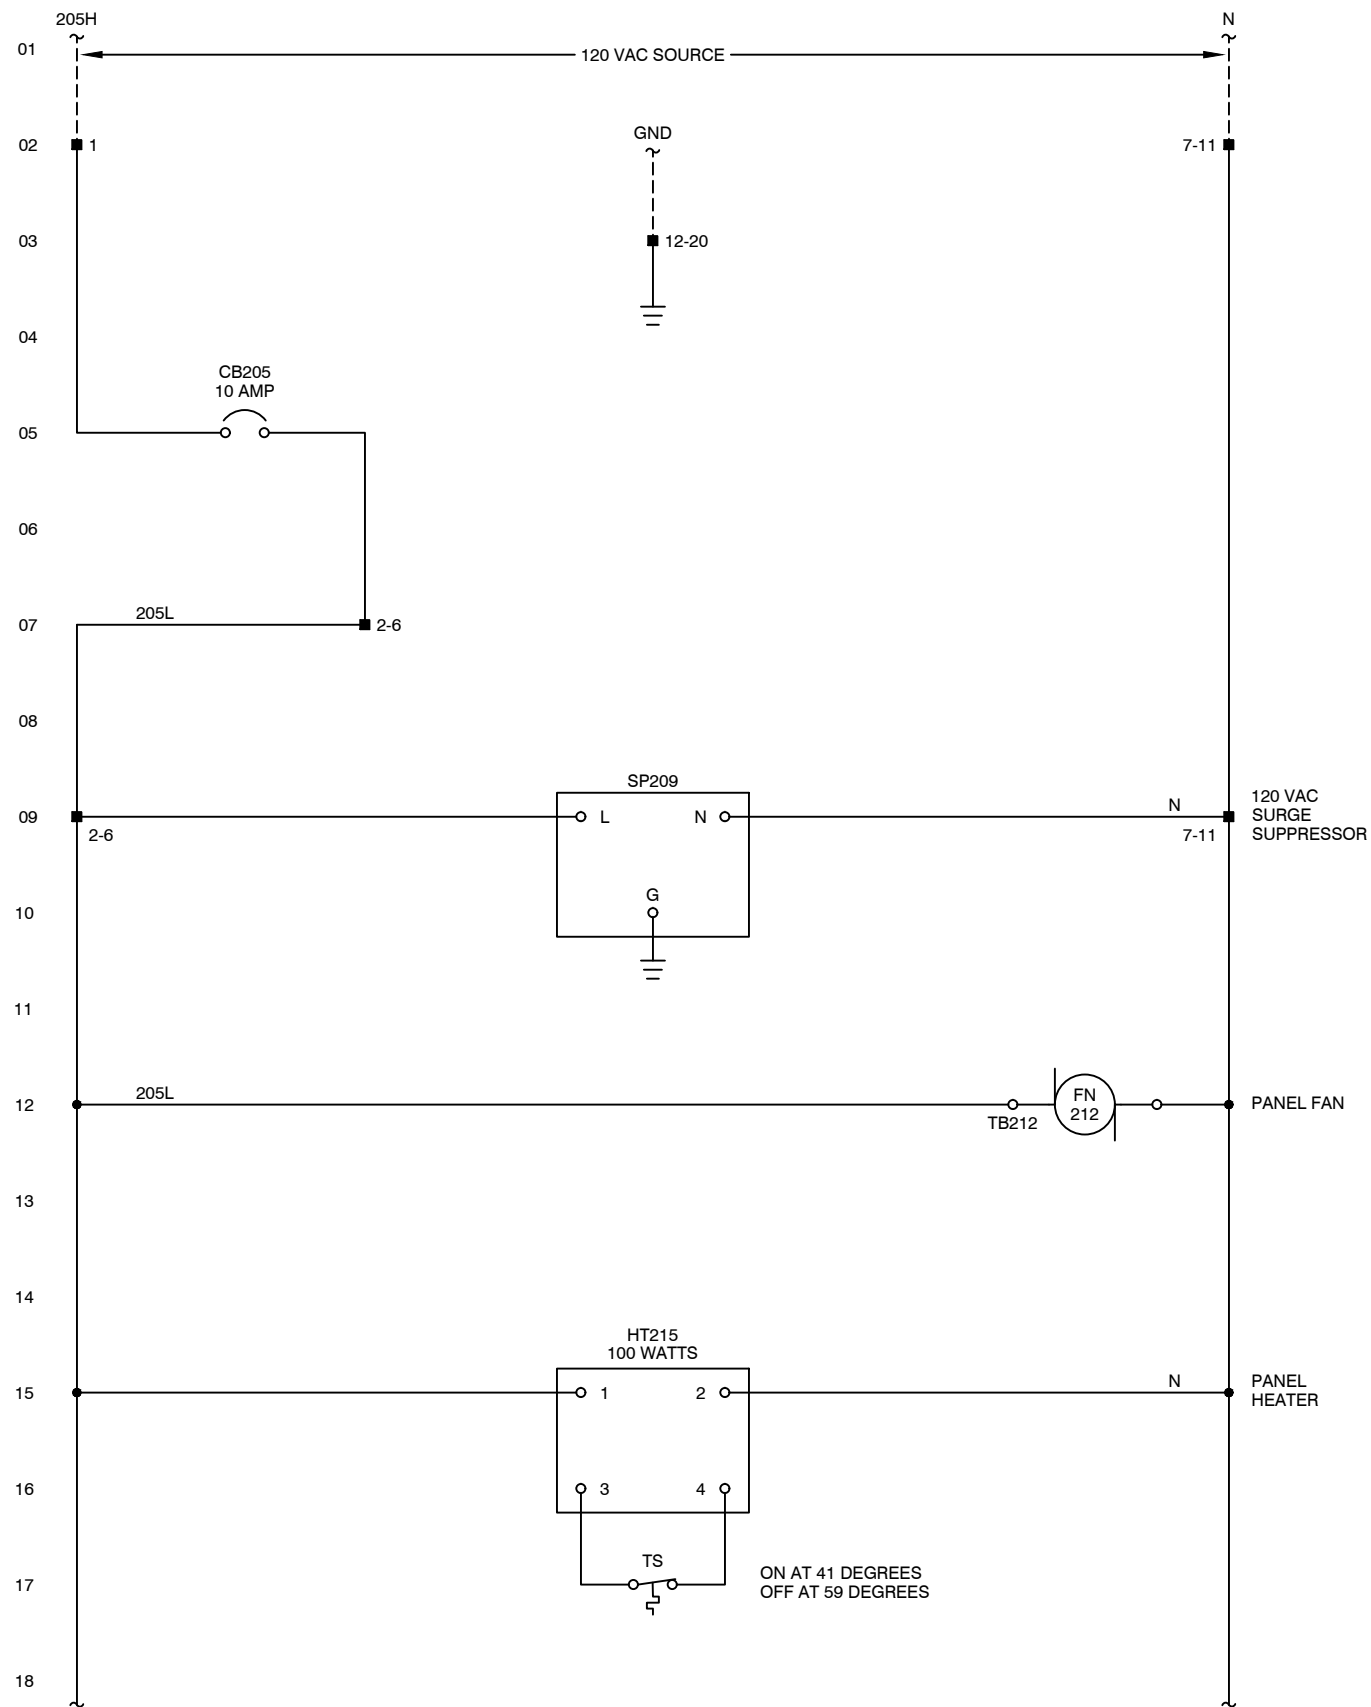 205H
N
01
120 VAC SOURCE
02
1
GND
7-11
03
12-20
04
CB205
10 AMP
05
06
205L
07
2-6
08
SP209
09
L
N
N
2-6
7-11
120 VAC
SURGE
SUPPRESSOR
G
10
11
205L
12
TB212
FN
212
PANEL FAN
13
14
HT215
100 WATTS
15
1
2
N
PANEL
HEATER
16
3
4
TS
17
ON AT 41 DEGREES
OFF AT 59 DEGREES
18